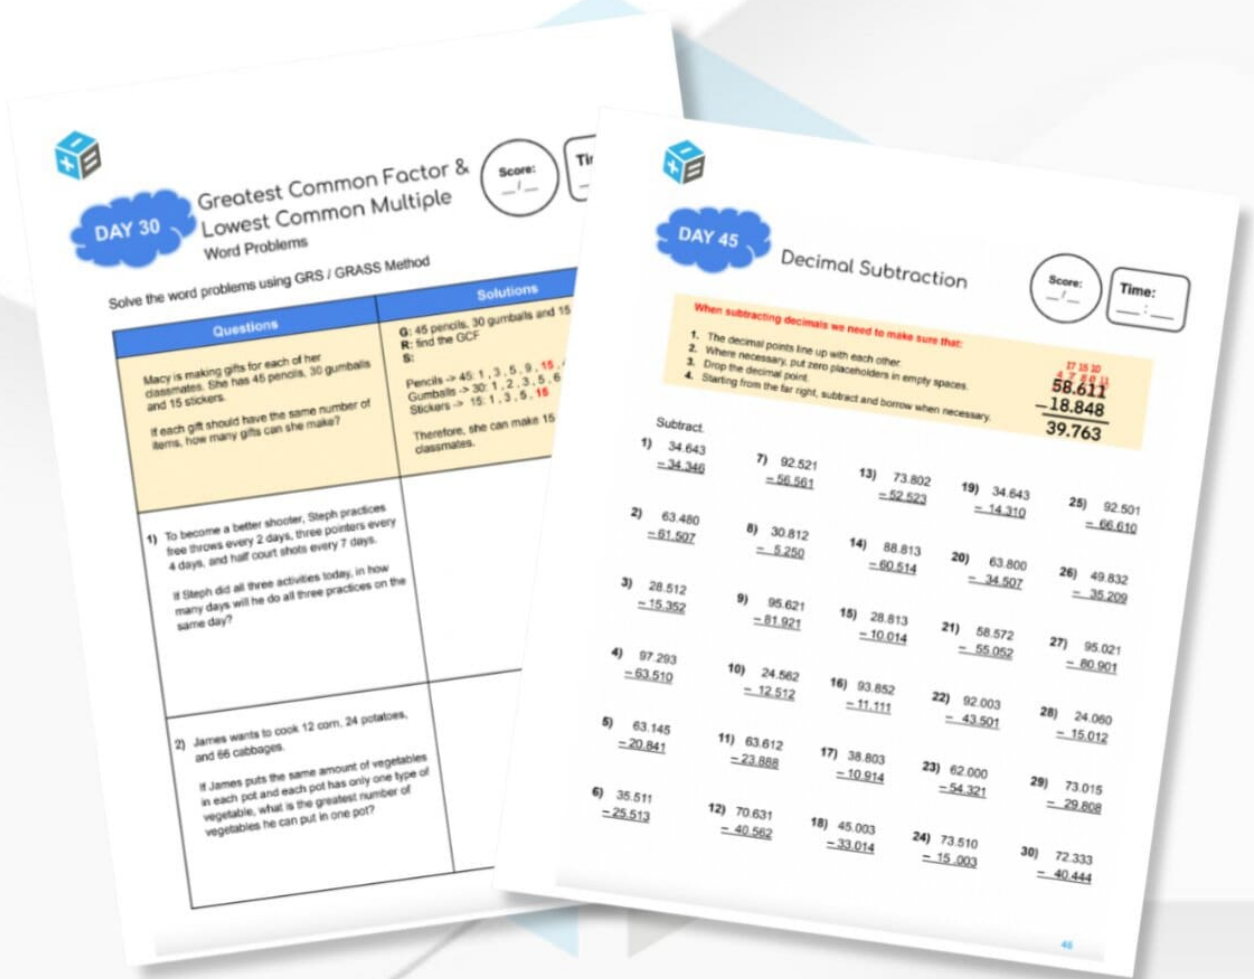 DAY 30
Greatest Common Factor &
Lowest Common Multiple
Word Problems
Score:
__/__
Solve the word problems using GRS / GRASS Method
Questions
Solutions
Macy is making gifts for each of her
classmates. She has 45 pencils, 30 gumballs
and 15 stickers.
If each gift should have the same number of
items, how many gifts can she make?
G: 45 pencils, 30 gumballs and 15
R: find the GCF
S:
Pencils -> 45: 1 , 3 , 5 , 9 , 15 ,
Gumballs -> 30: 1 , 2 , 3 , 5 , 6
Stickers -> 15: 1 , 3 , 5 , 15
Therefore, she can make 15
classmates.
1) To become a better shooter, Steph practices
free throws every 2 days, three pointers every
4 days, and half court shots every 7 days.
If Steph did all three activities today, in how
many days will he do all three practices on the
same day?
2) James wants to cook 12 corn, 24 potatoes,
and 66 cabbages.
If James puts the same amount of vegetables
in each pot and each pot has only one type of
vegetable, what is the greatest number of
vegetables he can put in one pot?
DAY 45
Decimal Subtraction
Score:
__/__
Time:
__:__
When subtracting decimals we need to make sure that:
1. The decimal points line up with each other.
2. Where necessary, put zero placeholders in empty spaces.
3. Drop the decimal point.
4. Starting from the far right, subtract and borrow when necessary.
17 15 10
58.611
−18.848
39.763
Subtract.
1) 34.643
− 34.346
2) 63.480
− 61.507
3) 28.512
− 15.352
4) 97.293
− 63.510
5) 63.145
− 20.841
6) 35.511
− 25.513
7) 92.521
− 56.561
8) 30.812
− 5.250
9) 95.621
− 81.921
10) 24.562
− 12.512
11) 63.612
− 23.888
12) 70.631
− 40.562
13) 73.802
− 52.523
14) 88.813
− 60.514
15) 28.813
− 10.014
16) 93.852
− 11.111
17) 38.803
− 10.914
18) 45.003
− 33.014
19) 34.643
− 14.310
20) 63.800
− 34.507
21) 58.572
− 55.052
22) 92.003
− 43.501
23) 62.000
− 54.321
24) 73.510
− 15 .003
25) 92.501
− 66.610
26) 49.832
− 35.209
27) 95.021
− 80.901
28) 24.060
− 15.012
29) 73.015
− 29.808
30) 72.333
− 40.444